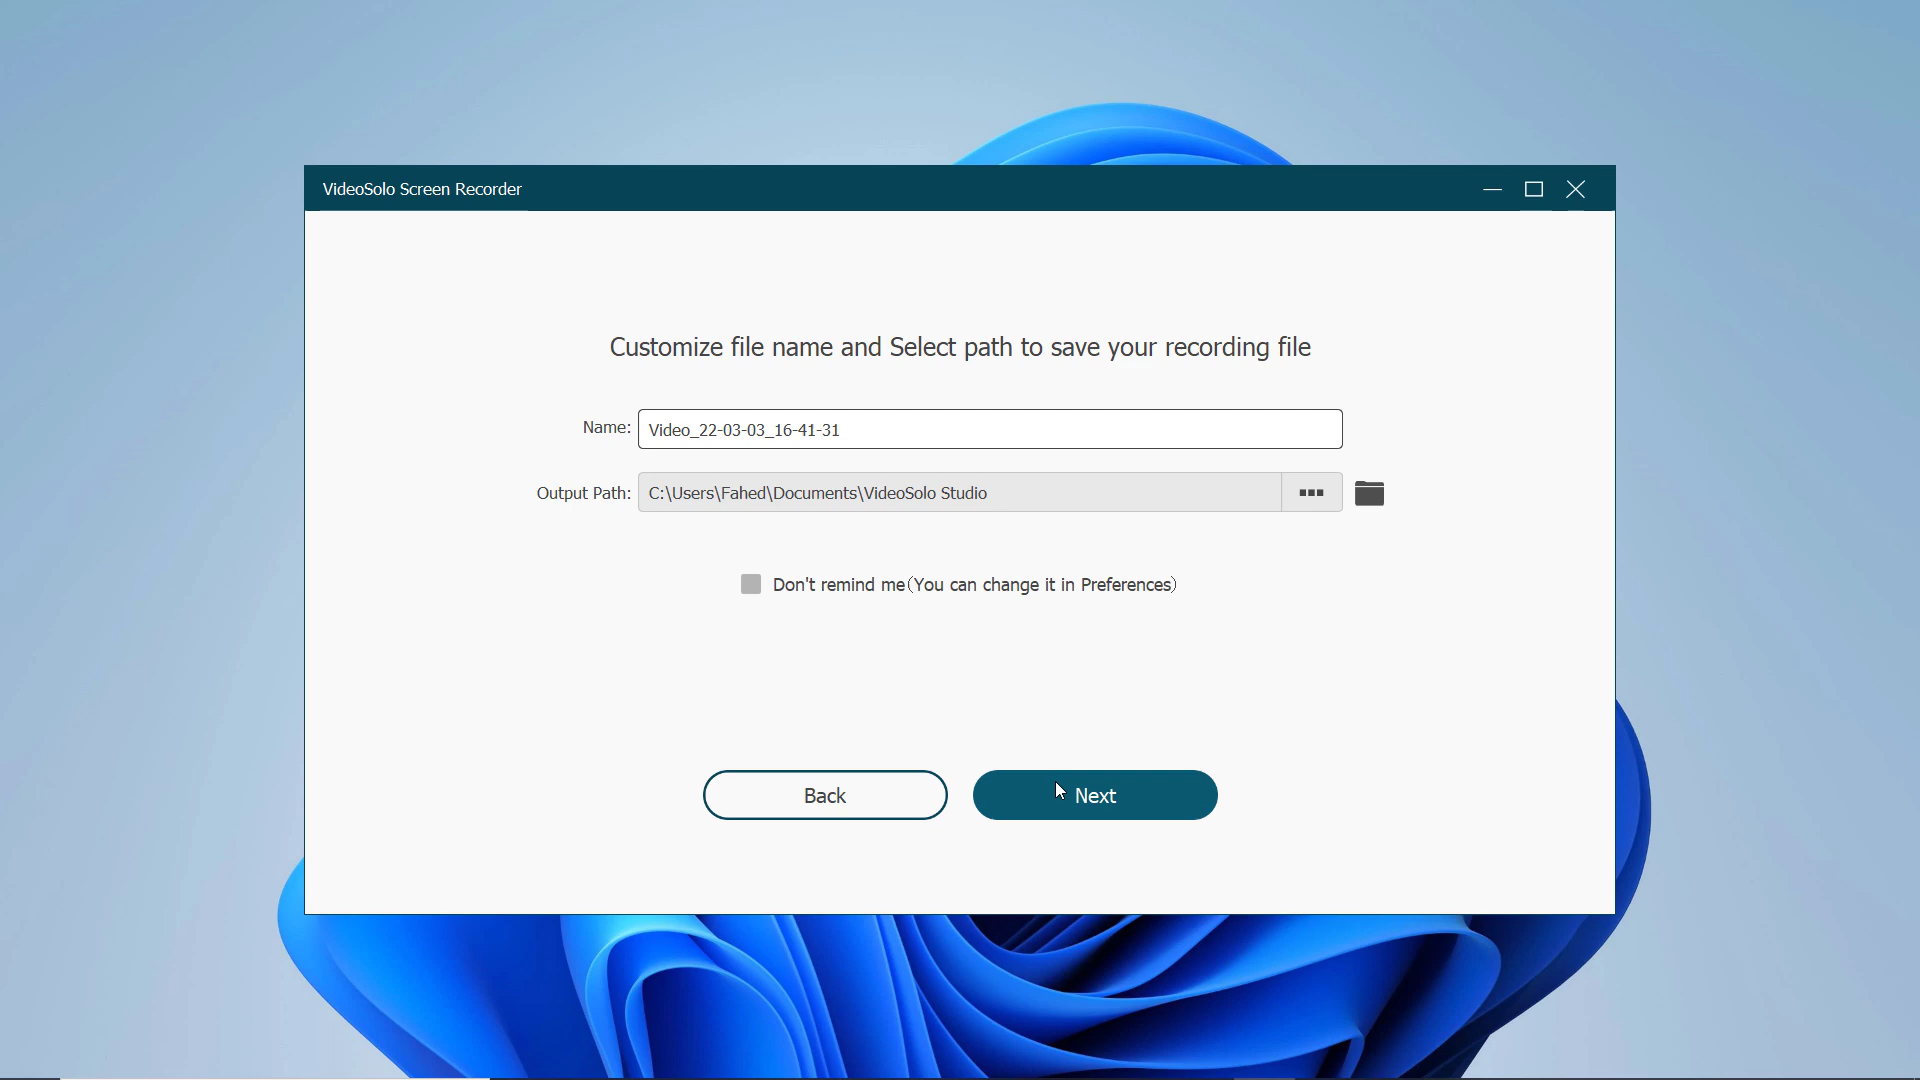 VideoSolo Screen Recorder
Customize file name and Select path to save your recording file
Name: Video_22-03-03_16-41-31
Output Path: C:\Users\Fahed\Documents\VideoSolo Studio
Don't remind me(You can change it in Preferences)
Back Next